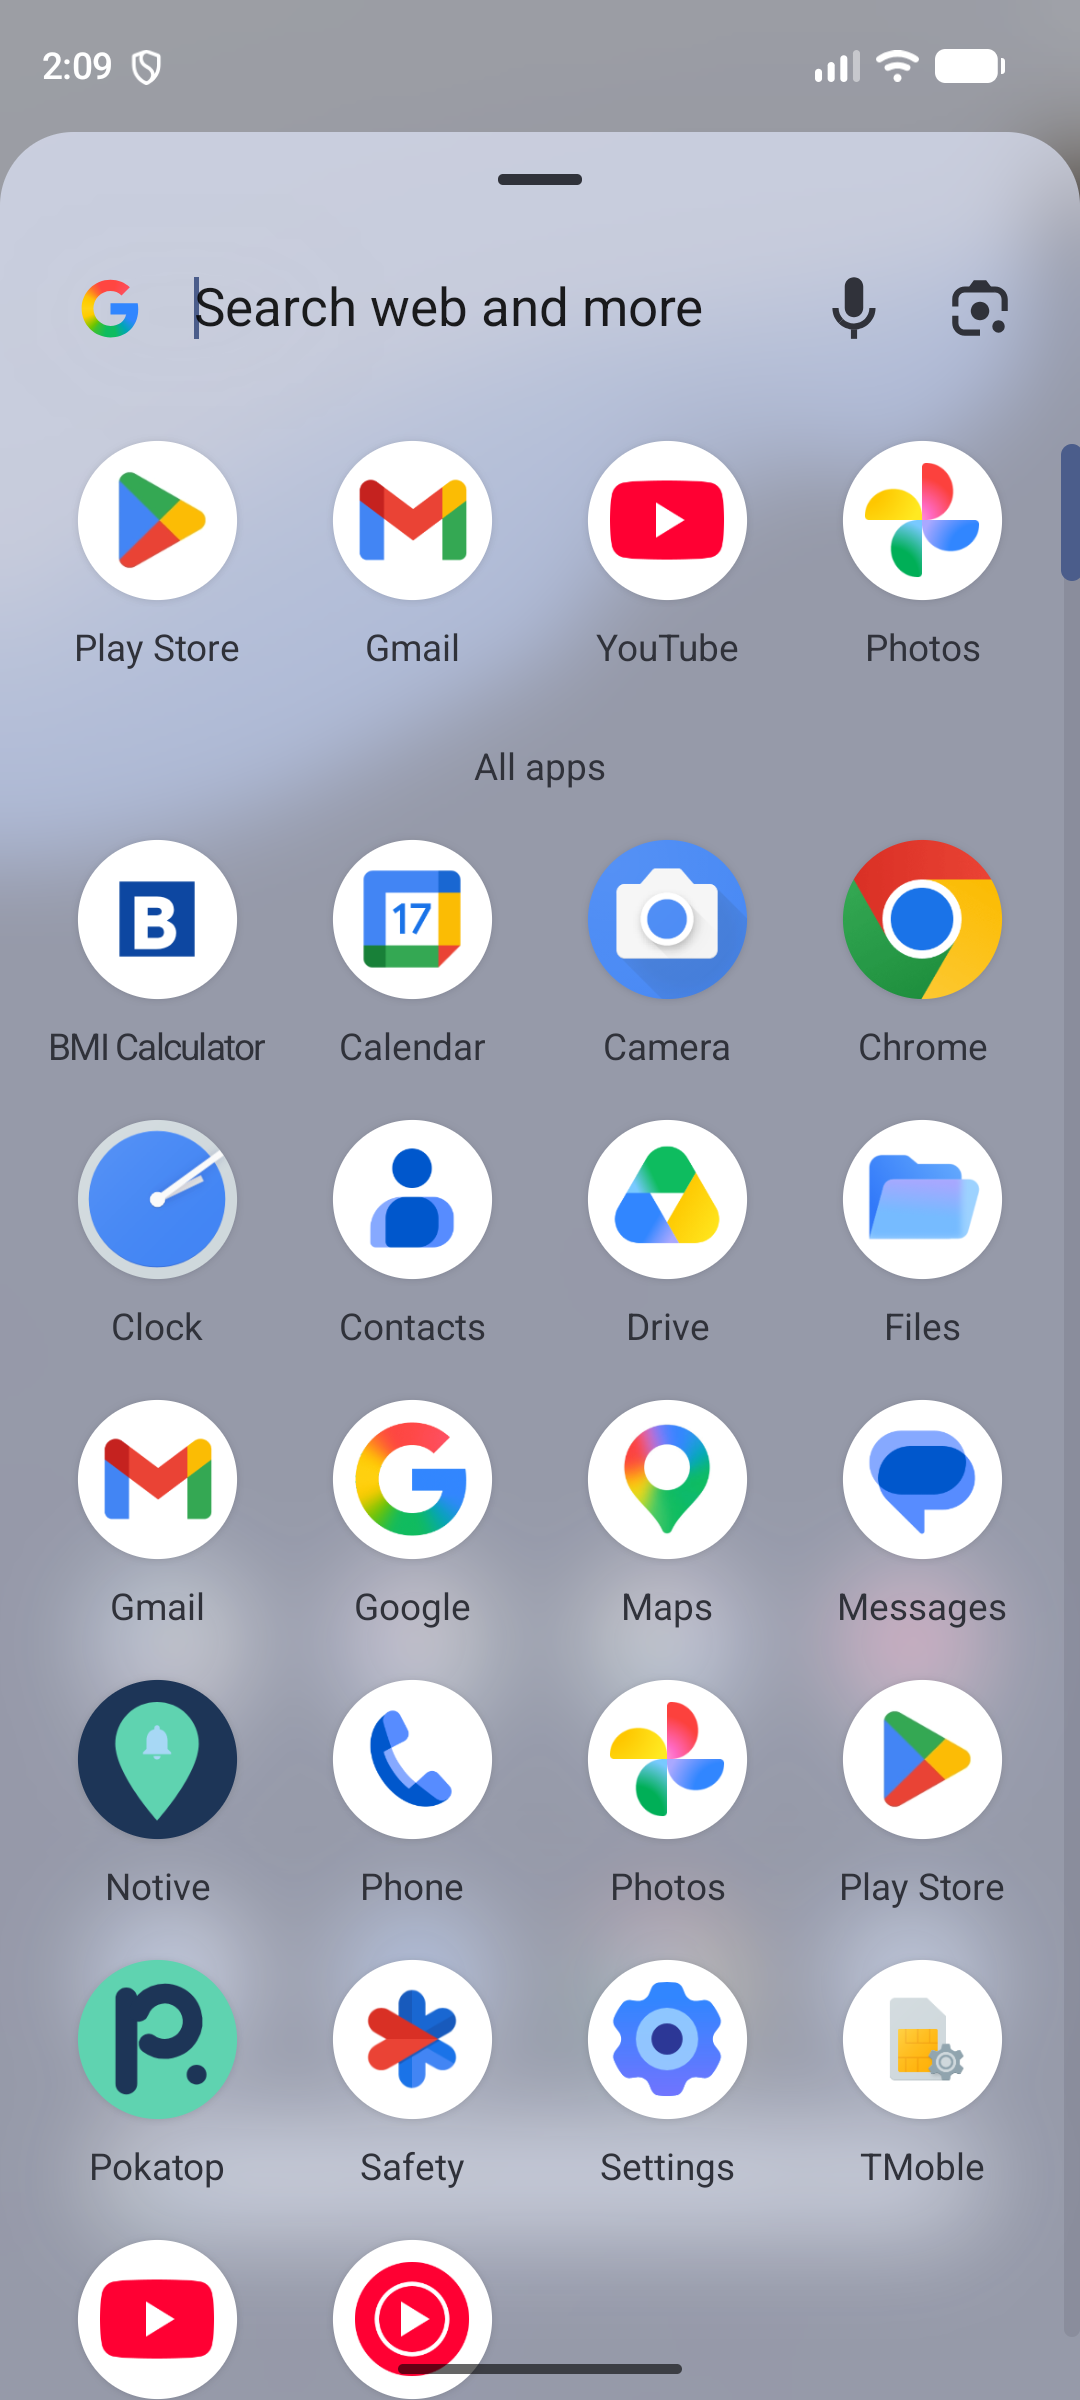 2:09
Search web and more
Play Store
Gmail
YouTube
Photos
All apps
B
17
BMI Calculator
Calendar
Camera
Chrome
Clock
Contacts
Drive
Files
Gmail
Google
Maps
Messages
Notive
Phone
Photos
Play Store
Pokatop
Safety
Settings
TMoble